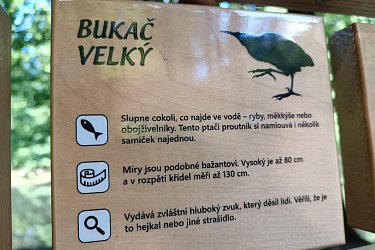 BUKAČ
VELKÝ
Slupne cokoli, co najde ve vodě – ryby, měkkýše nebo
obojživelníky. Tento ptačí proutník si namlouvá i několik
samiček najednou.
Míry jsou podobné bažantovi. Vysoký je až 80 cm
a v rozpětí křídel měří až 130 cm.
Vydává zvláštní hluboký zvuk, který děsil lidi. Věřili, že je
to hejkal nebo jiné strašidlo.